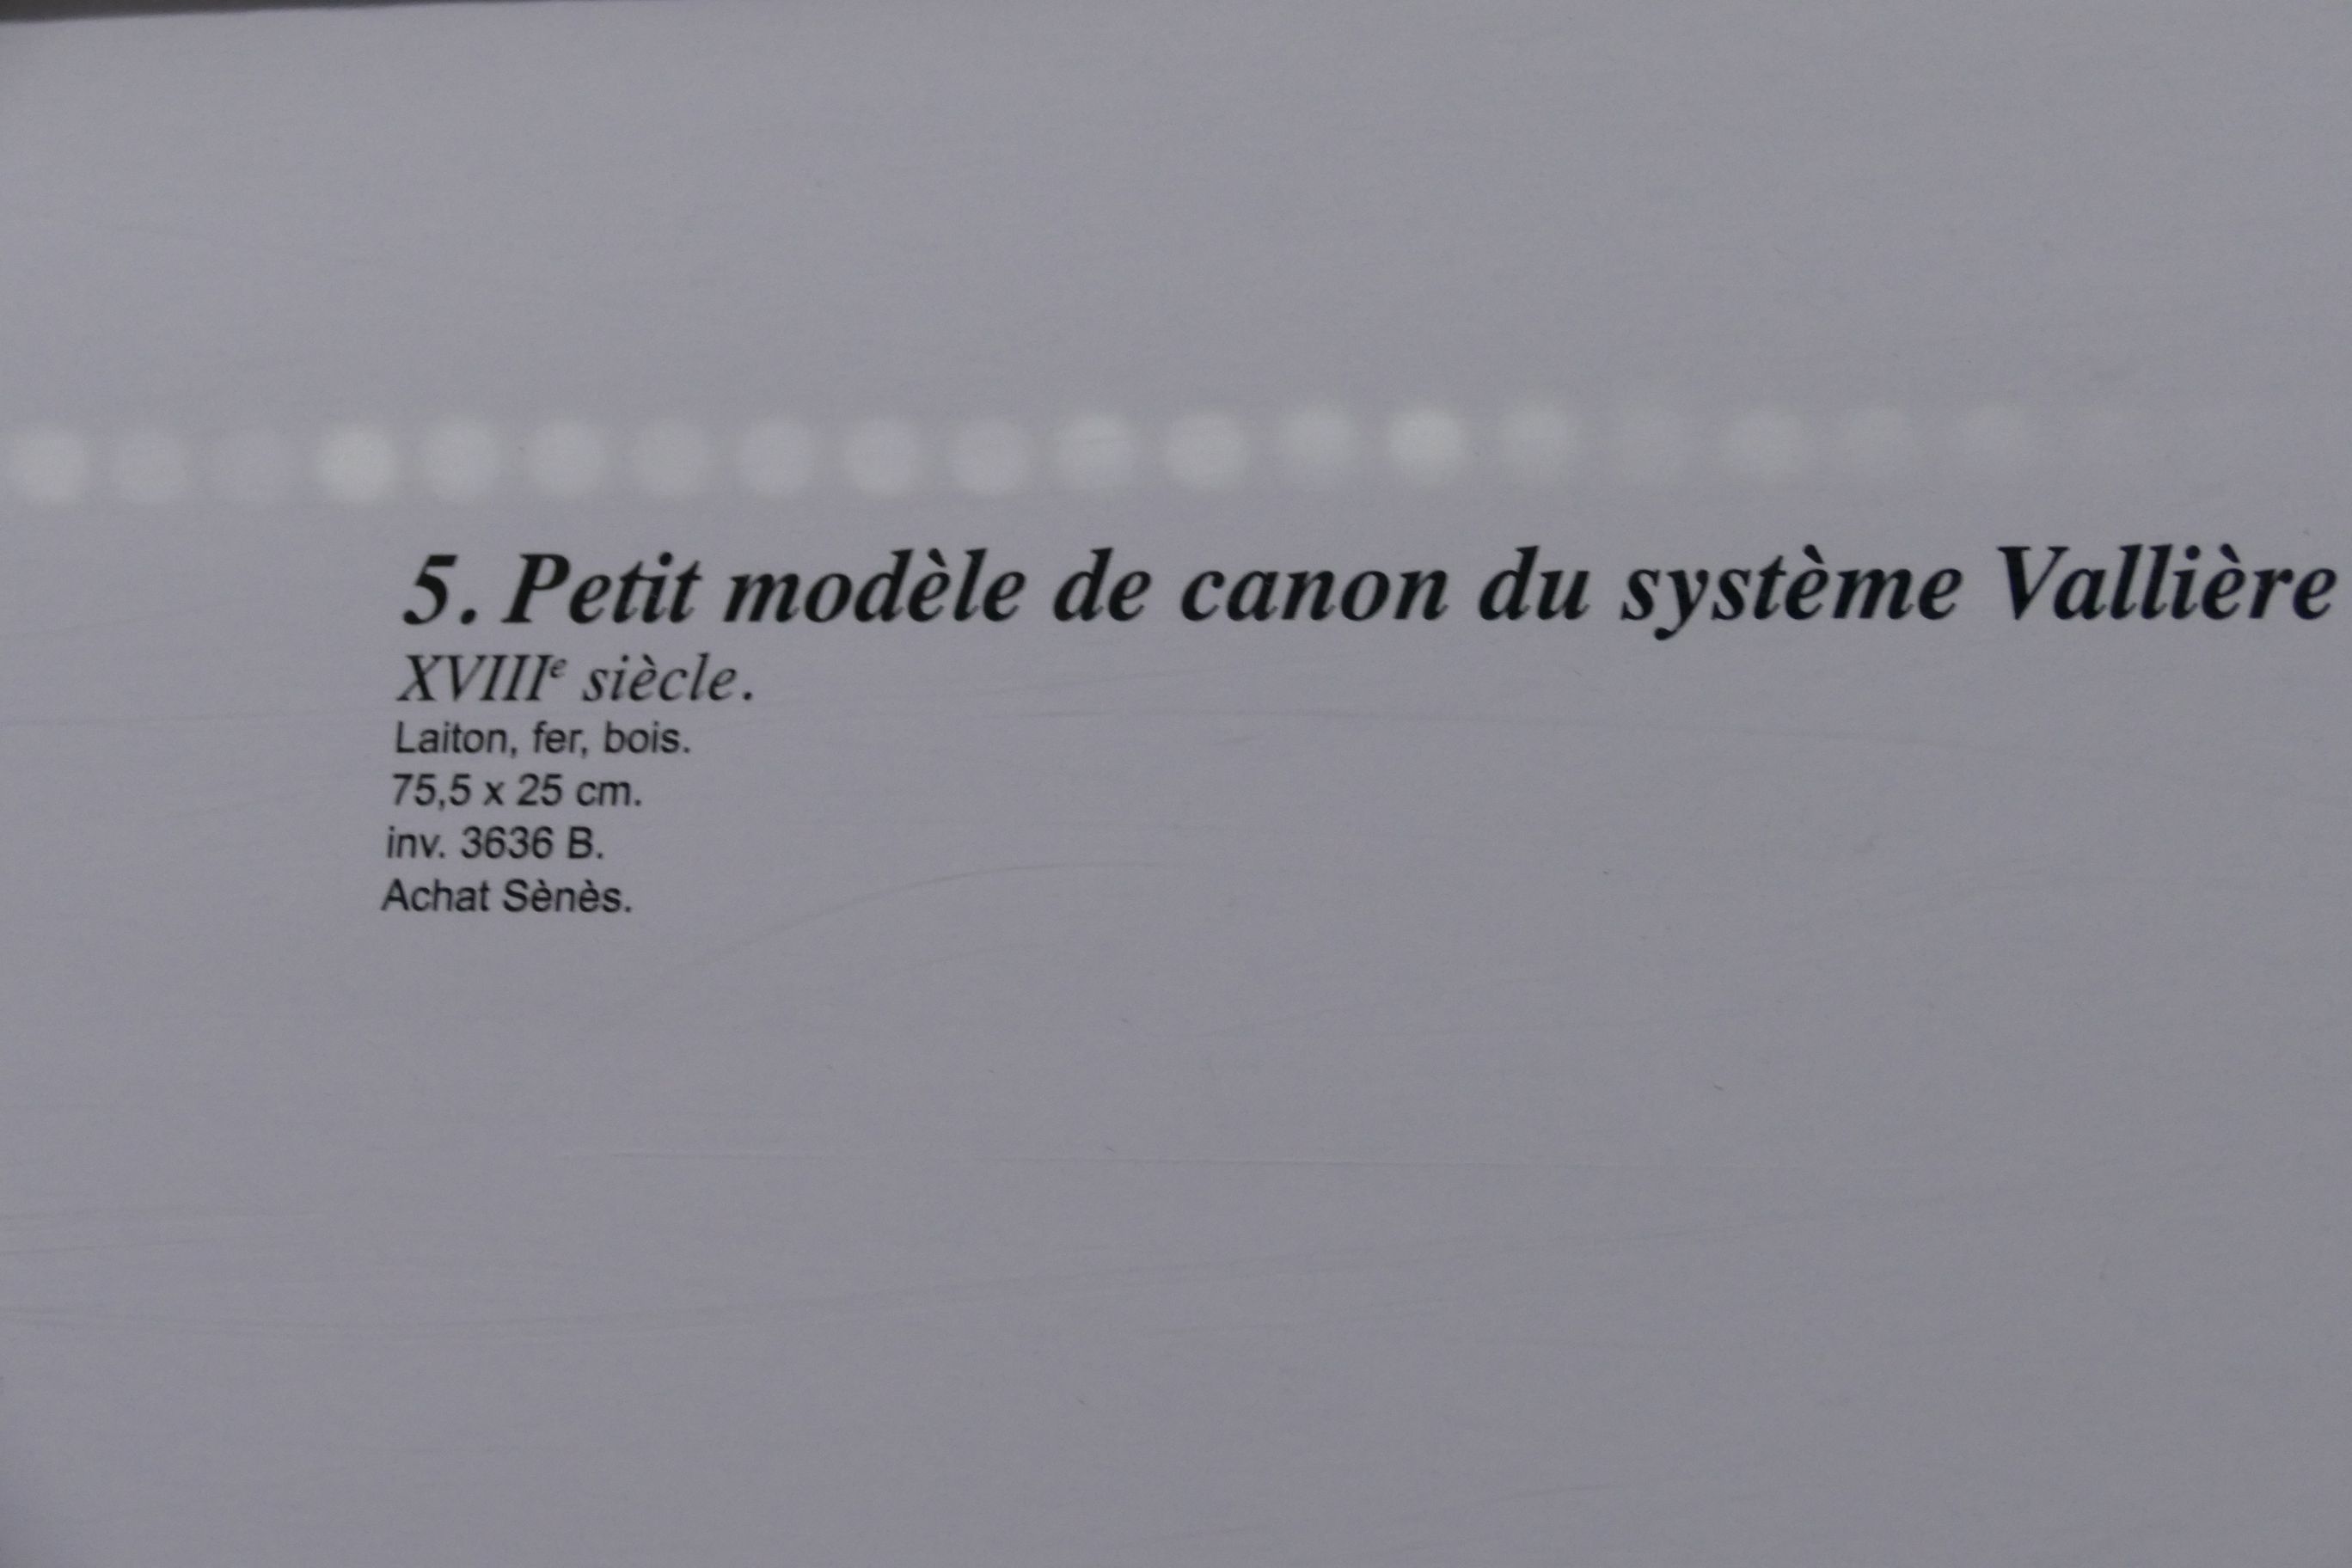 5. Petit modèle de canon du système Vallière
XVIIIe siècle.
Laiton, fer, bois.
75,5 x 25 cm.
inv. 3636 B.
Achat Sènès.